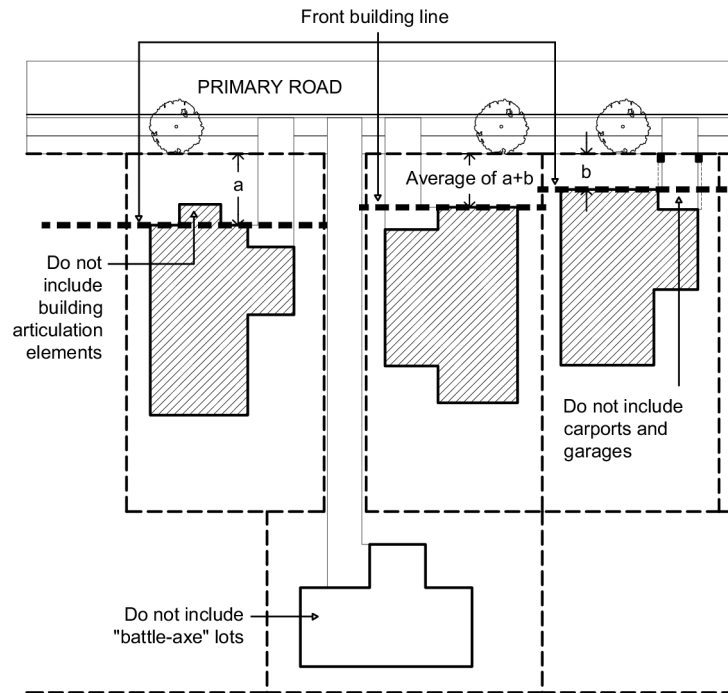 Front building line
PRIMARY ROAD
a
Average of a+b
b
Do not
include
building
articulation
elements
Do not include
carports and
garages
Do not include
"battle-axe" lots